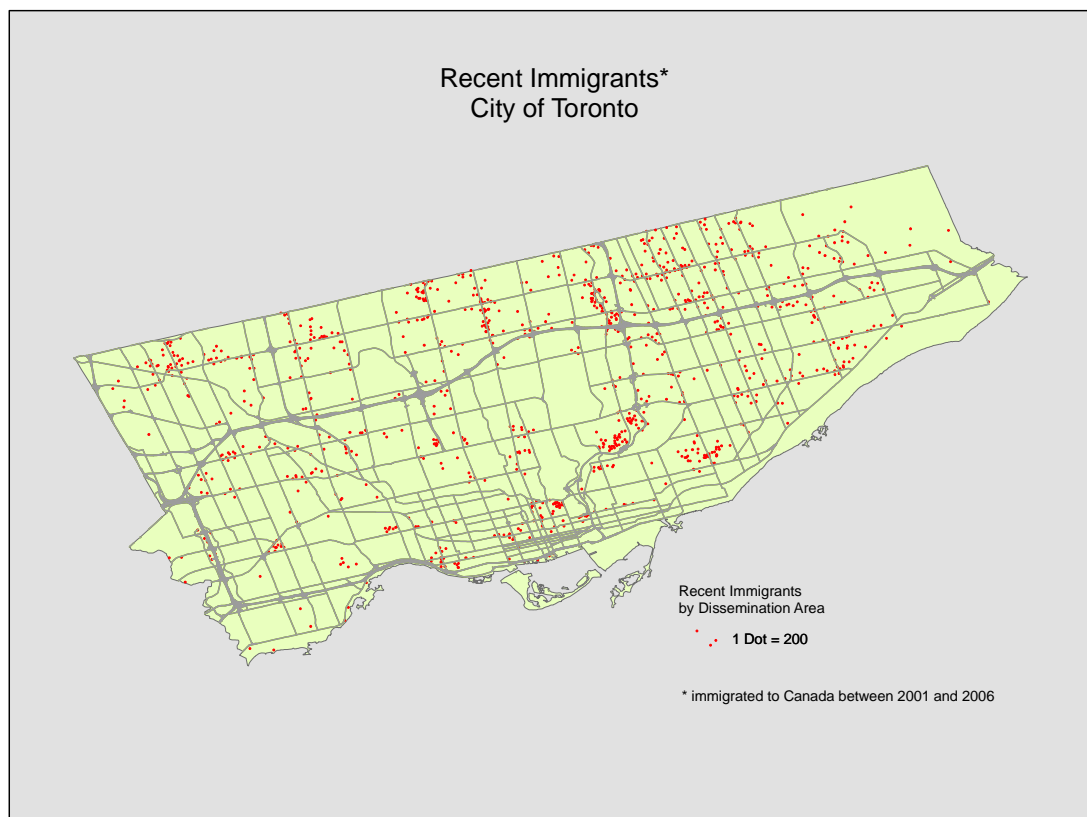 Recent Immigrants*
City of Toronto
Recent Immigrants
by Dissemination Area
1 Dot = 200
* immigrated to Canada between 2001 and 2006